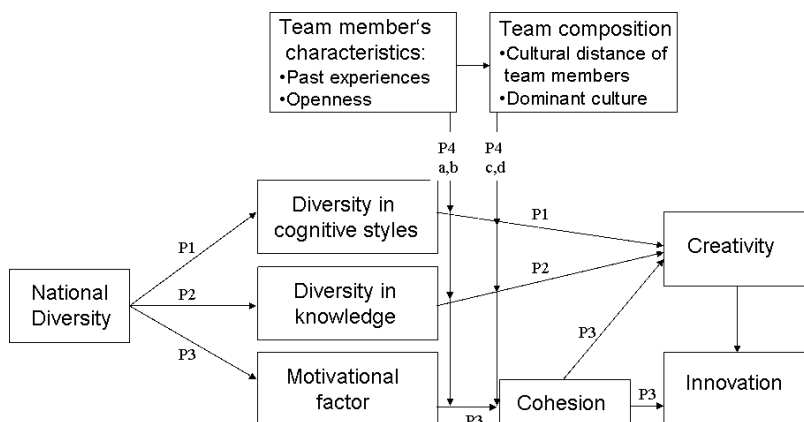 Team member‘s
characteristics:
•Past experiences
•Openness
Team composition
•Cultural distance of
team members
•Dominant culture
P4
a,b
P4
c,d
Diversity in
cognitive styles
P1
P1
Creativity
P2
National
Diversity
P2
Diversity in
knowledge
P3
P3
Motivational
factor
P3
Cohesion
P3
Innovation